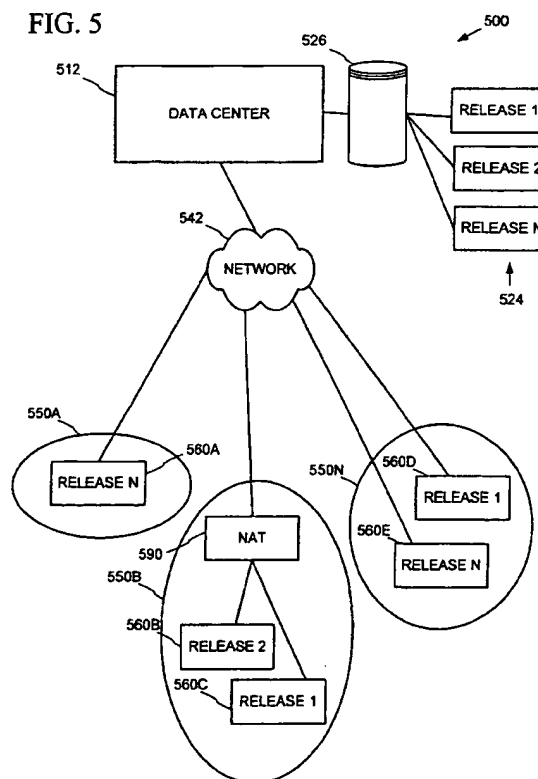 FIG. 5
526
500
512
DATA CENTER
RELEASE 1
RELEASE 2
RELEASE N
524
542
NETWORK
550A
560A
RELEASE N
550N
560D
RELEASE 1
560E
RELEASE N
590
NAT
550B
560B
RELEASE 2
560C
RELEASE 1